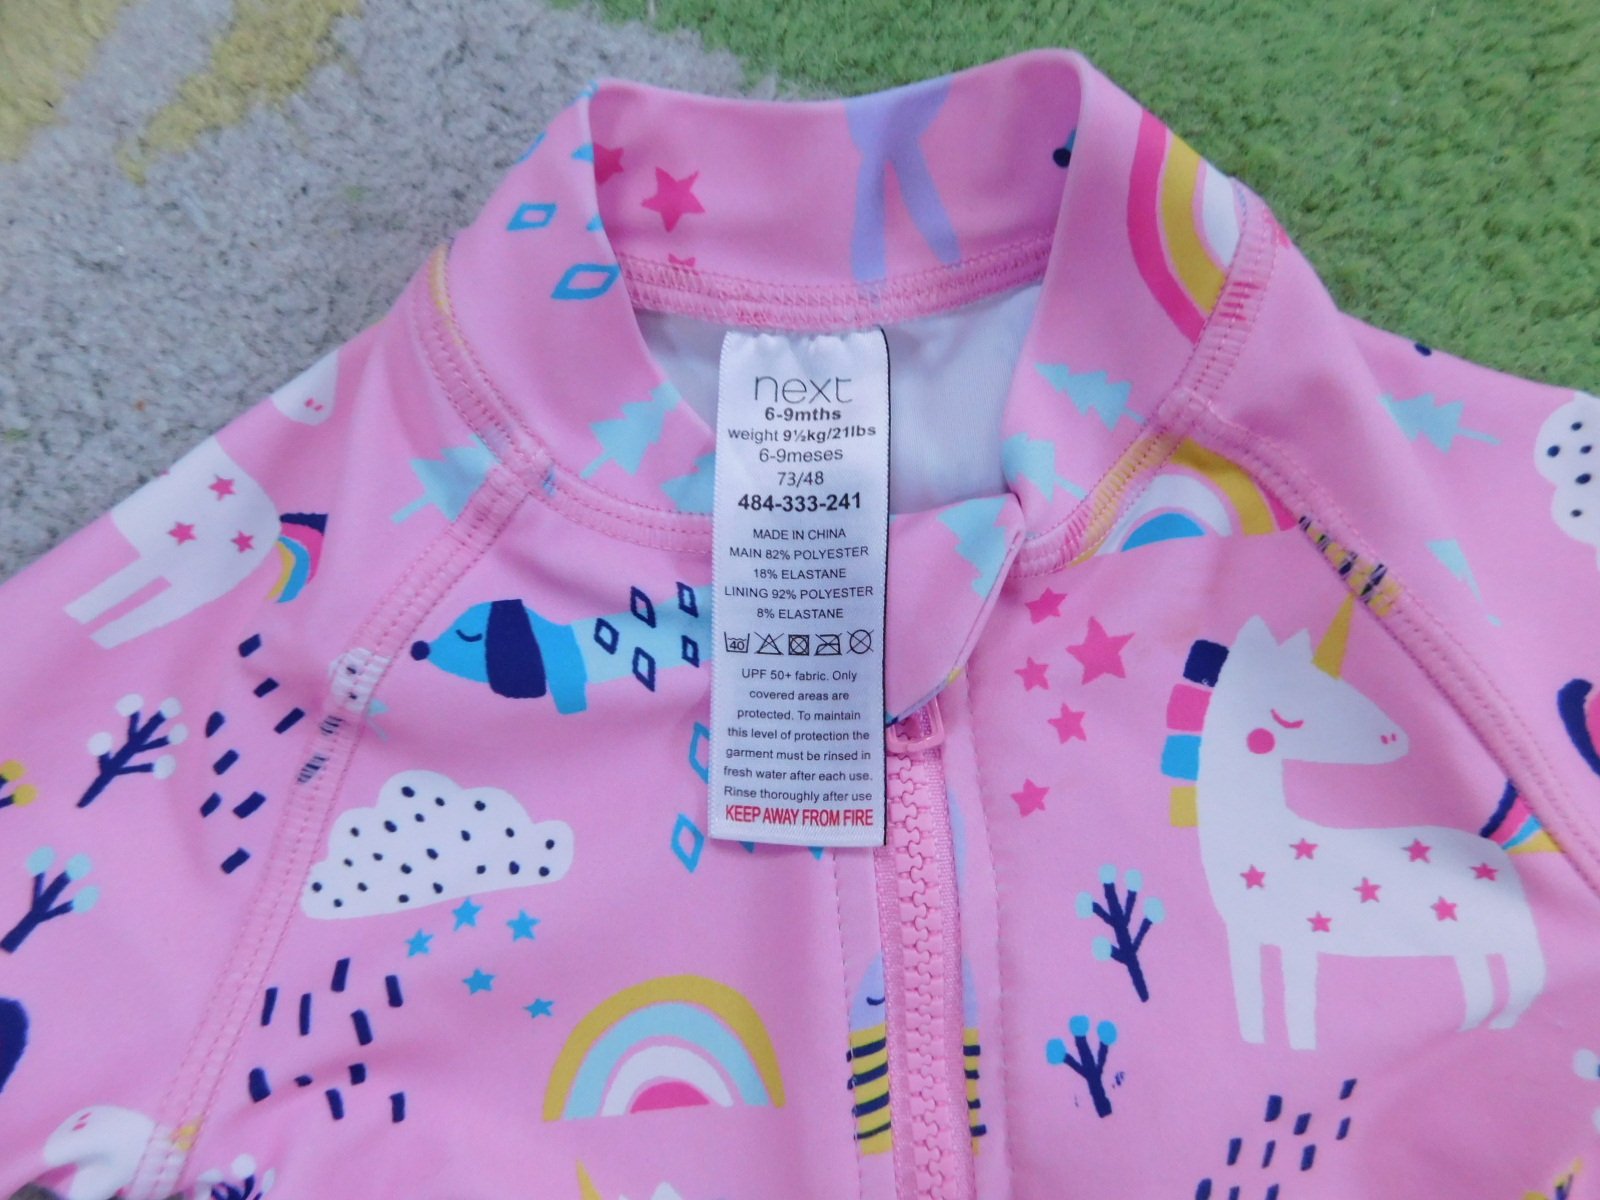 next
6-9mths
weight 9½kg/21lbs
6-9meses
73/48
484-333-241
MADE IN CHINA
MAIN 82% POLYESTER
18% ELASTANE
LINING 92% POLYESTER
8% ELASTANE
40
UPF 50+ fabric. Only
covered areas are
protected. To maintain
this level of protection the
garment must be rinsed in
fresh water after each use.
Rinse thoroughly after use
KEEP AWAY FROM FIRE